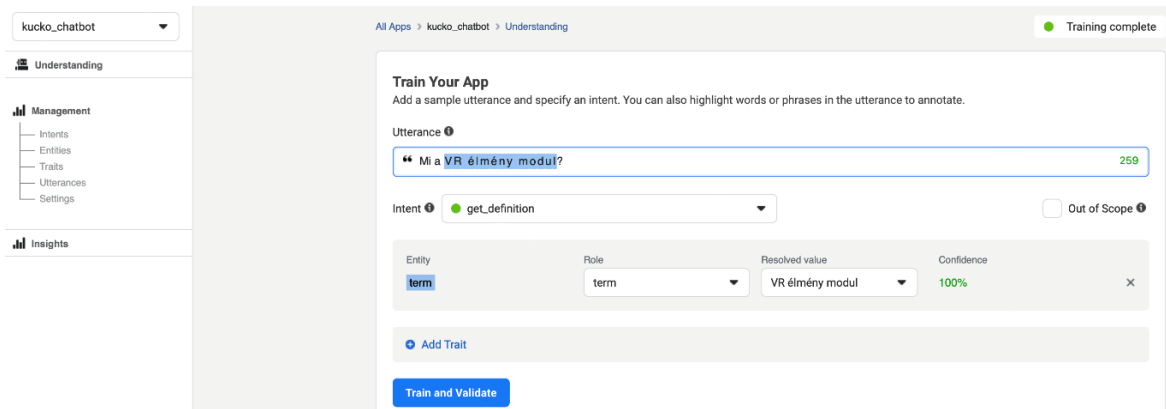 kucko_chatbot
Understanding
Management
Intents
Entities
Traits
Utterances
Settings
Insights
All Apps > kucko_chatbot > Understanding
Training complete
Train Your App
Add a sample utterance and specify an intent. You can also highlight words or phrases in the utterance to annotate.
Utterance
❝ Mi a VR élmény modul? 259
Intent get_definition Out of Scope
Entity Role Resolved value Confidence
term term VR élmény modul 100%
Add Trait
Train and Validate